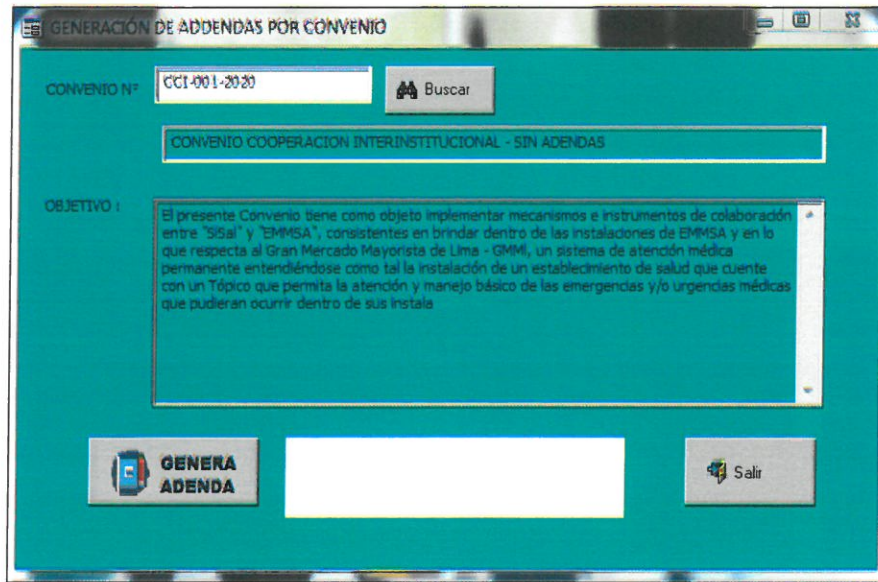 GENERACIÓN DE ADDENDAS POR CONVENIO
CONVENIO Nº
CCI-001-2020
Buscar
CONVENIO COOPERACION INTERINSTITUCIONAL - SIN ADENDAS
OBJETIVO :
El presente Convenio tiene como objeto implementar mecanismos e instrumentos de colaboración
entre "SiSal" y "EMMSA", consistentes en brindar dentro de las instalaciones de EMMSA y en lo
que respecta al Gran Mercado Mayorista de Lima - GMML, un sistema de atención médica
permanente entendiéndose como tal la instalación de un establecimiento de salud que cuente
con un Tópico que permita la atención y manejo básico de las emergencias y/o urgencias médicas
que pudieran ocurrir dentro de sus instala
GENERA
ADENDA
Salir